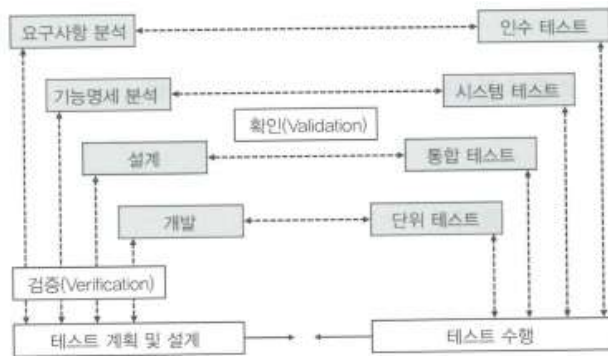 요구사항 분석
인수 테스트
기능명세 분석
시스템 테스트
확인(Validation)
설계
통합 테스트
개발
단위 테스트
검증(Verification)
테스트 계획 및 설계
테스트 수행